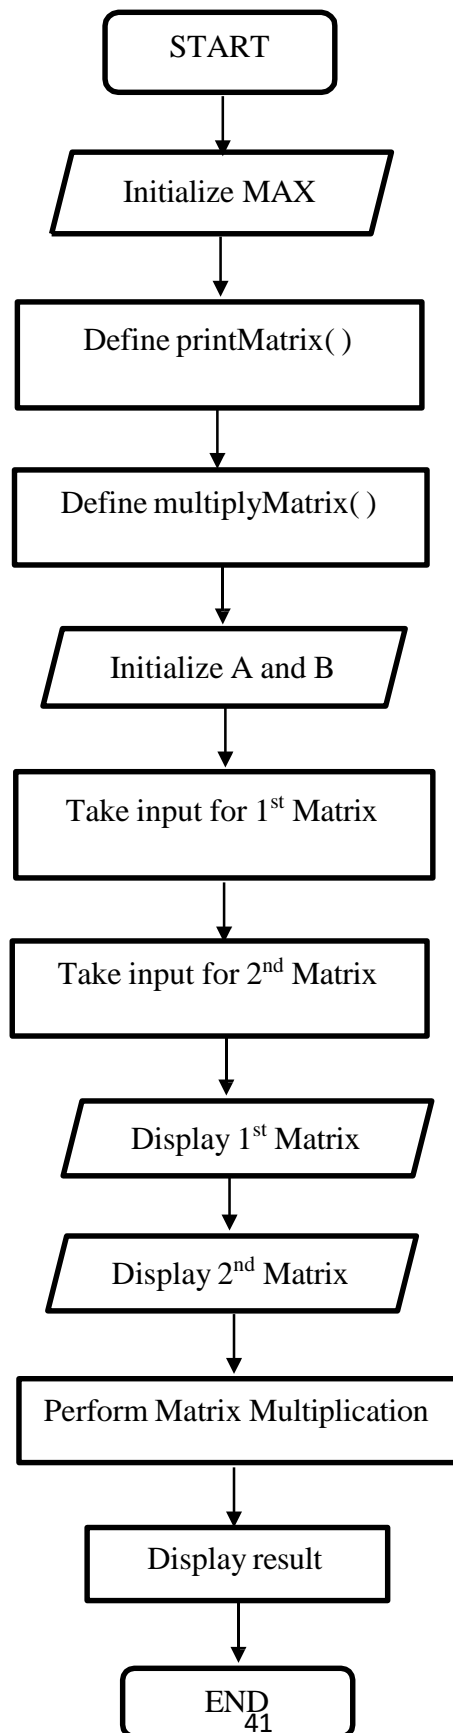 START
Initialize MAX
Define printMatrix( )
Define multiplyMatrix( )
Initialize A and B
Take input for 1st Matrix
Take input for 2nd Matrix
Display 1st Matrix
Display 2nd Matrix
Perform Matrix Multiplication
Display result
END
41